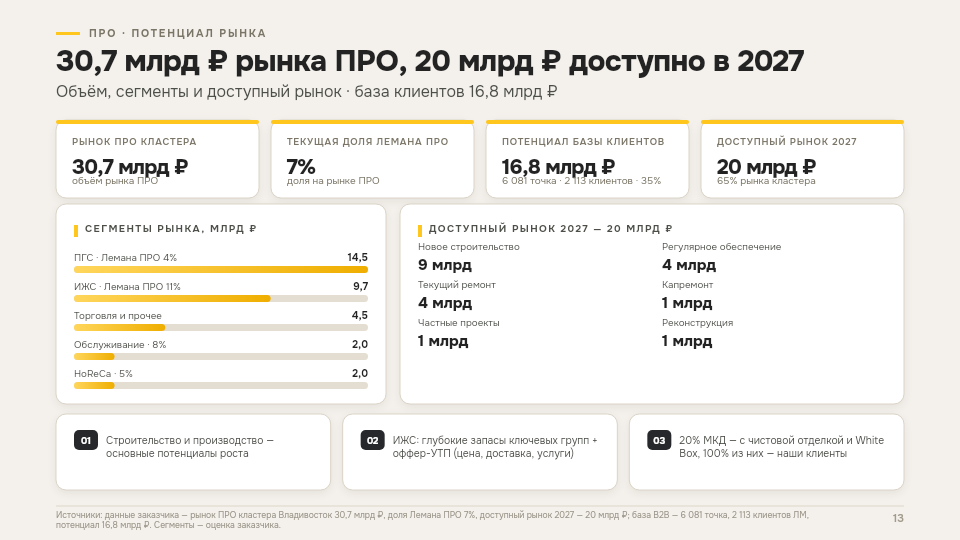 ПРО · ПОТЕНЦИАЛ РЫНКА
30,7 млрд ₽ рынка ПРО, 20 млрд ₽ доступно в 2027
Объём, сегменты и доступный рынок · база клиентов 16,8 млрд ₽
РЫНОК ПРО КЛАСТЕРА
30,7 млрд ₽
объём рынка ПРО
ТЕКУЩАЯ ДОЛЯ ЛЕМАНА ПРО
7%
доля на рынке ПРО
ПОТЕНЦИАЛ БАЗЫ КЛИЕНТОВ
16,8 млрд ₽
6 081 точка · 2 113 клиентов · 35%
ДОСТУПНЫЙ РЫНОК 2027
20 млрд ₽
65% рынка кластера
СЕГМЕНТЫ РЫНКА, МЛРД ₽
ПГС · Лемана ПРО 4% 14,5
ИЖС · Лемана ПРО 11% 9,7
Торговля и прочее 4,5
Обслуживание · 8% 2,0
HoReCa · 5% 2,0
ДОСТУПНЫЙ РЫНОК 2027 — 20 МЛРД ₽
Новое строительство
9 млрд
Регулярное обеспечение
4 млрд
Текущий ремонт
4 млрд
Капремонт
1 млрд
Частные проекты
1 млрд
Реконструкция
1 млрд
01 Строительство и производство —
основные потенциалы роста
02 ИЖС: глубокие запасы ключевых групп +
оффер-УТП (цена, доставка, услуги)
03 20% МКД — с чистовой отделкой и White
Box, 100% из них — наши клиенты
Источники: данные заказчика — рынок ПРО кластера Владивосток 30,7 млрд ₽, доля Лемана ПРО 7%, доступный рынок 2027 — 20 млрд ₽; база B2B — 6 081 точка, 2 113 клиентов ЛМ,
потенциал 16,8 млрд ₽. Сегменты — оценка заказчика.
13